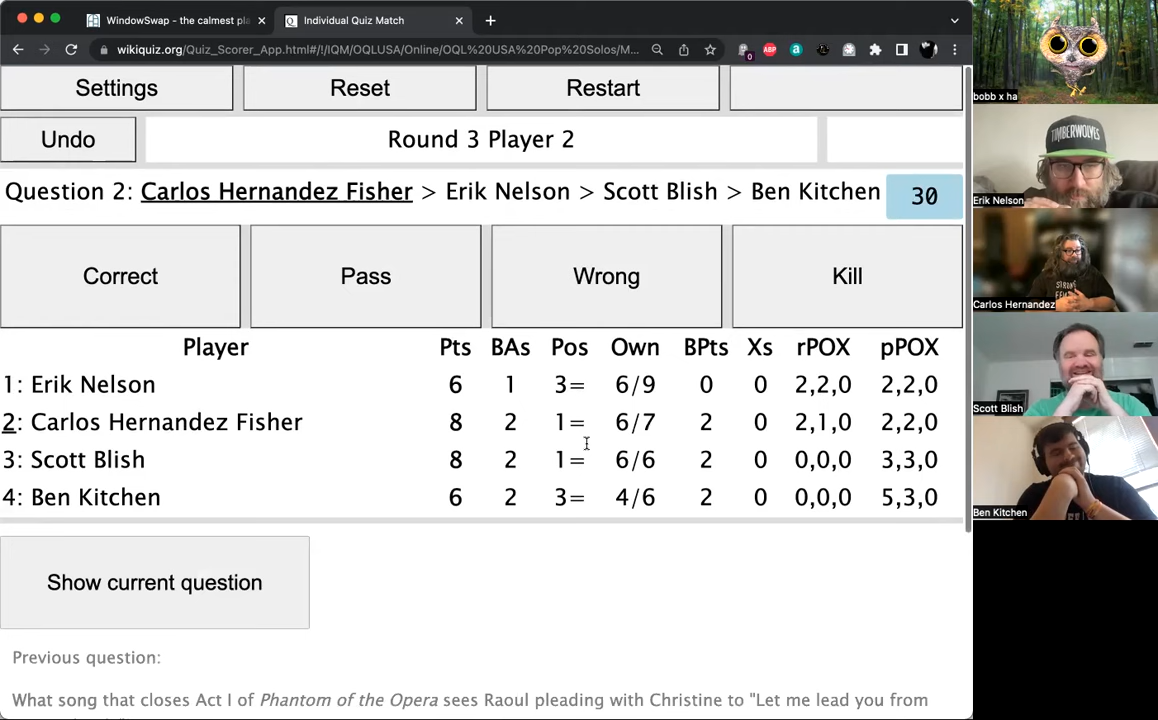 WindowSwap - the calmest pl
Individual Quiz Match
wikiquiz.org/Quiz_Scorer_App.html#/!/IQM/OQLUSA/Online/OQL%20USA%20Pop%20Solos/M...
0
ABP
a
Settings
Reset
Restart
Undo
Round 3 Player 2
Question 2: Carlos Hernandez Fisher > Erik Nelson > Scott Blish > Ben Kitchen
30
Correct
Pass
Wrong
Kill
Player Pts BAs Pos Own BPts Xs rPOX pPOX
1: Erik Nelson 6 1 3= 6/9 0 0 2,2,0 2,2,0
2: Carlos Hernandez Fisher 8 2 1= 6/7 2 0 2,1,0 2,2,0
3: Scott Blish 8 2 1= 6/6 2 0 0,0,0 3,3,0
4: Ben Kitchen 6 2 3= 4/6 2 0 0,0,0 5,3,0
Show current question
Previous question:
What song that closes Act I of Phantom of the Opera sees Raoul pleading with Christine to "Let me lead you from
bobb x ha
TIMBERWOLVES
Erik Nelson
STRONG
Carlos Hernandez
Scott Blish
Ben Kitchen